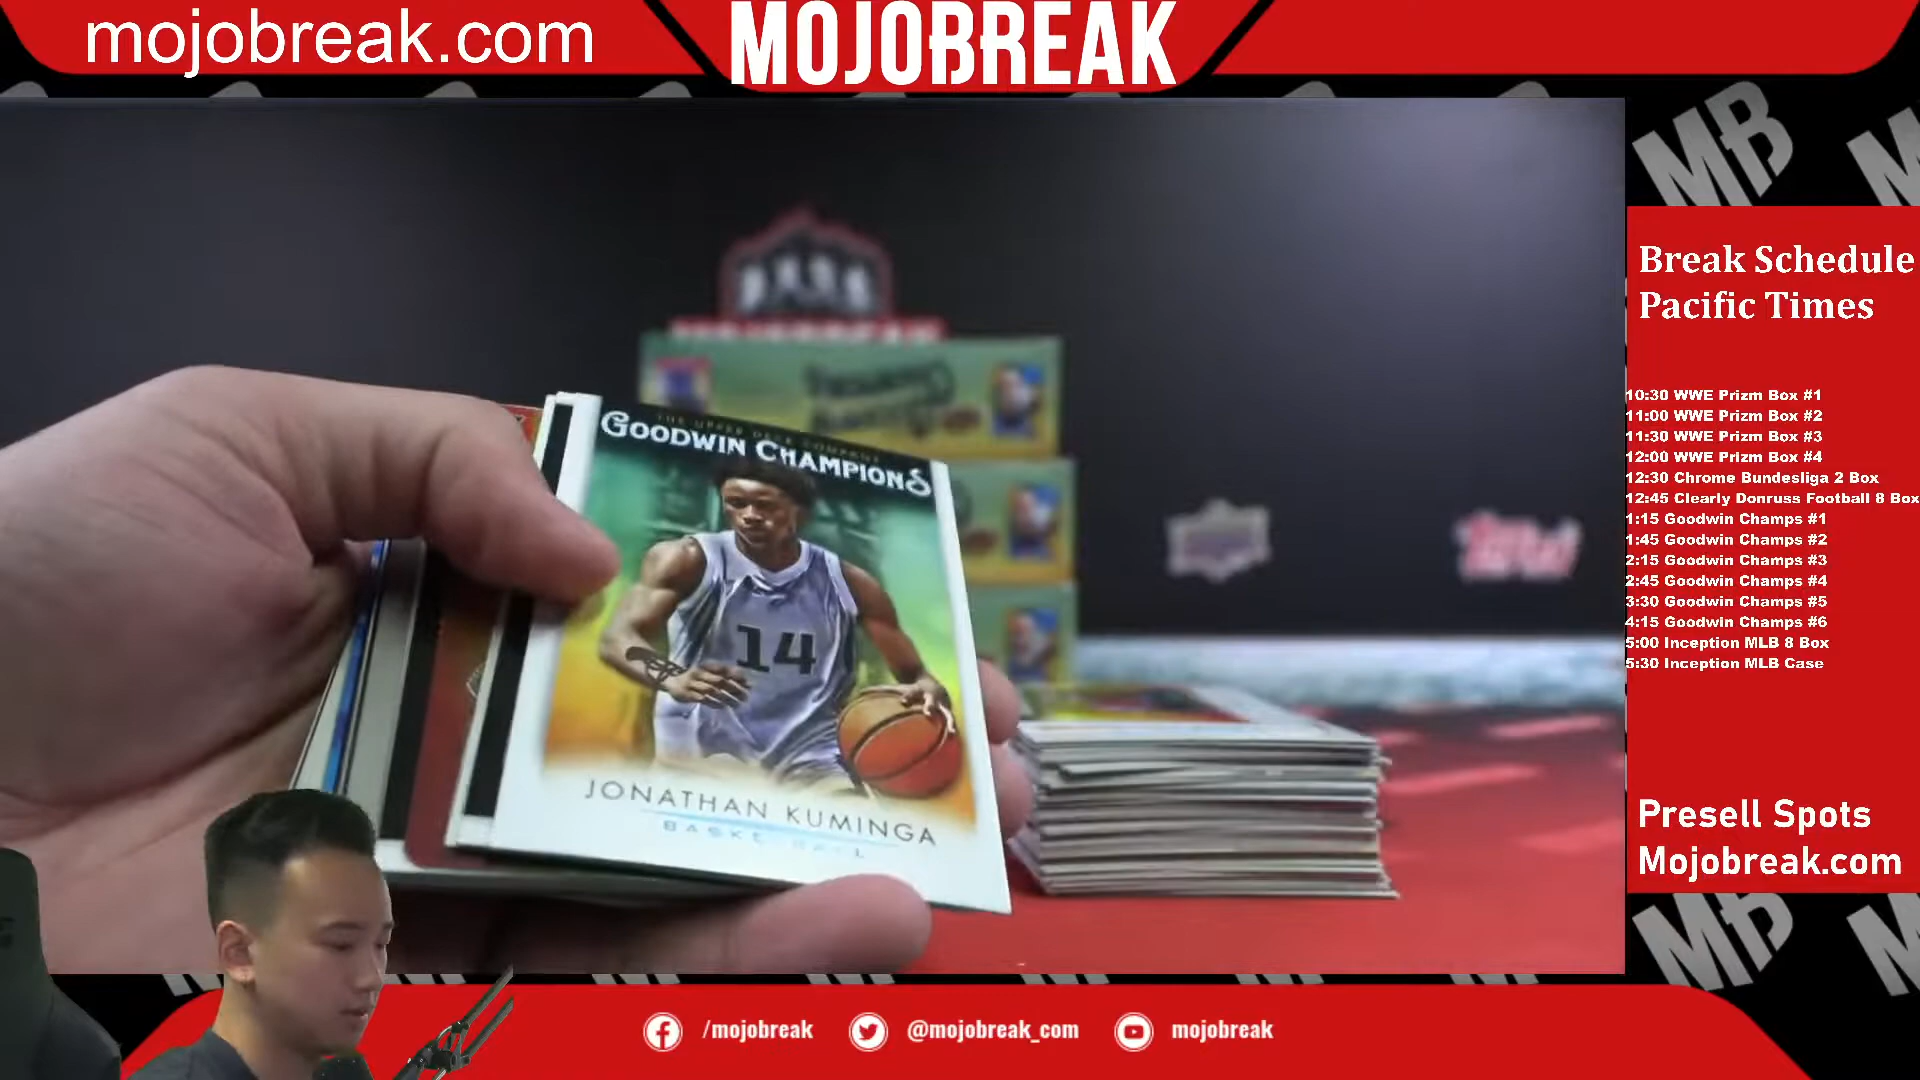 mojobreak.com
MOJOBREAK
MB
Break Schedule
Pacific Times
10:30 WWE Prizm Box #1
11:00 WWE Prizm Box #2
11:30 WWE Prizm Box #3
12:00 WWE Prizm Box #4
12:30 Chrome Bundesliga 2 Box
12:45 Clearly Donruss Football 8 Box
1:15 Goodwin Champs #1
1:45 Goodwin Champs #2
2:15 Goodwin Champs #3
2:45 Goodwin Champs #4
3:30 Goodwin Champs #5
4:15 Goodwin Champs #6
5:00 Inception MLB 8 Box
5:30 Inception MLB Case
Presell Spots
Mojobreak.com
MB
THE UPPER DECK COMPANY
GOODWIN CHAMPIONS
14
JONATHAN KUMINGA
BASKETBALL
topps
/mojobreak
@mojobreak_com
mojobreak